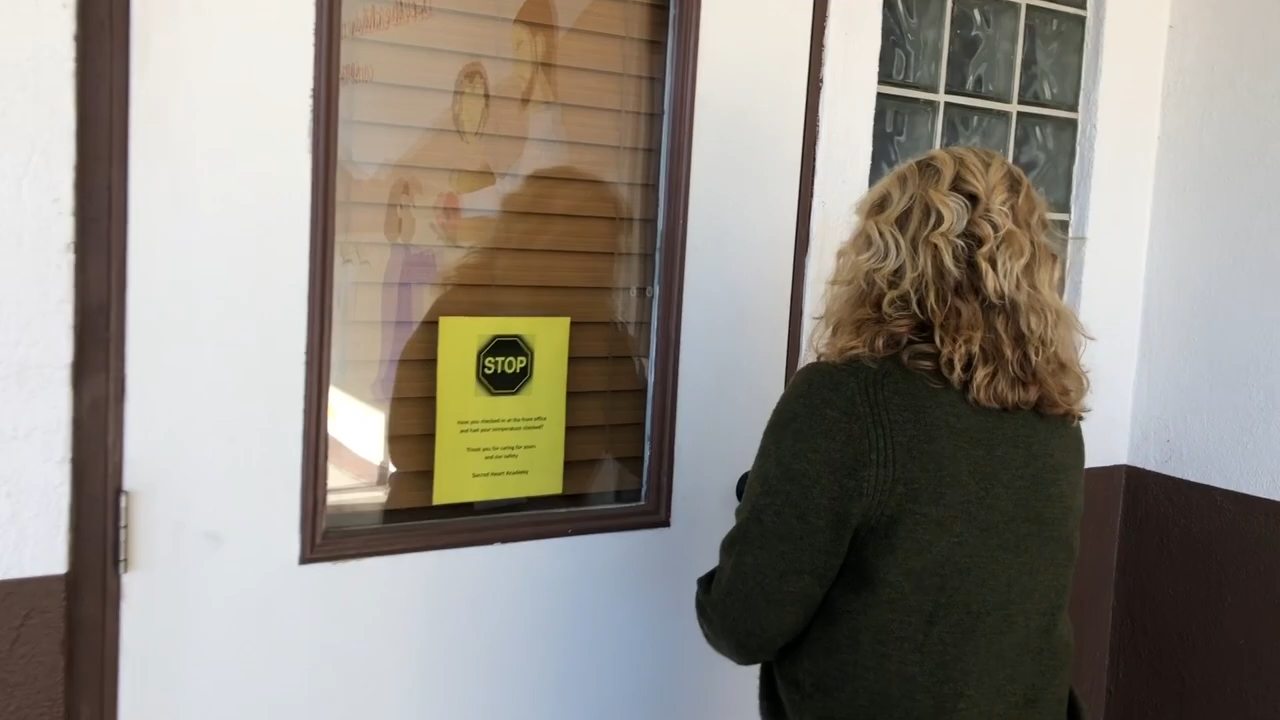 STOP
Have you checked in at the front office
and had your temperature checked?
Thank you for caring for yours
and our safety
Sacred Heart Academy